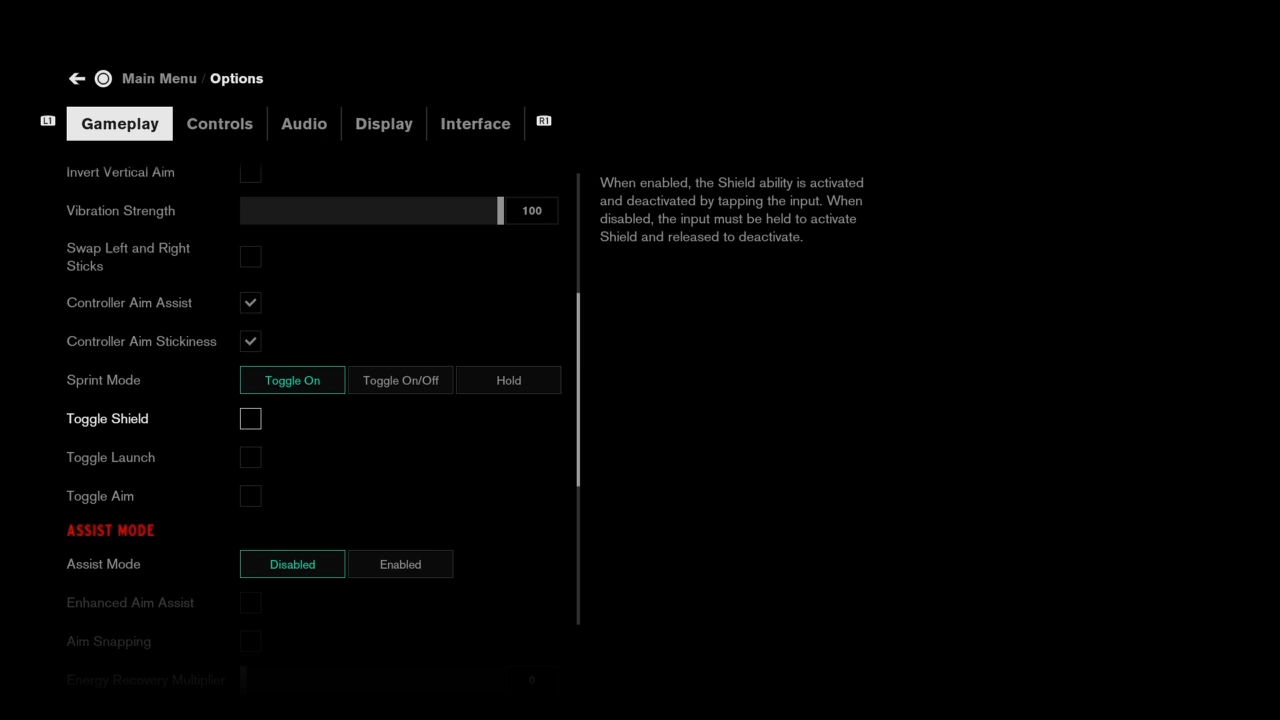 Main Menu / Options
L1
Gameplay
Controls
Audio
Display
Interface
R1
Invert Vertical Aim
Vibration Strength
100
Swap Left and Right
Sticks
Controller Aim Assist
Controller Aim Stickiness
Sprint Mode
Toggle On
Toggle On/Off
Hold
Toggle Shield
Toggle Launch
Toggle Aim
ASSIST MODE
Assist Mode
Disabled
Enabled
Enhanced Aim Assist
Aim Snapping
Energy Recovery Multiplier
0
When enabled, the Shield ability is activated
and deactivated by tapping the input. When
disabled, the input must be held to activate
Shield and released to deactivate.